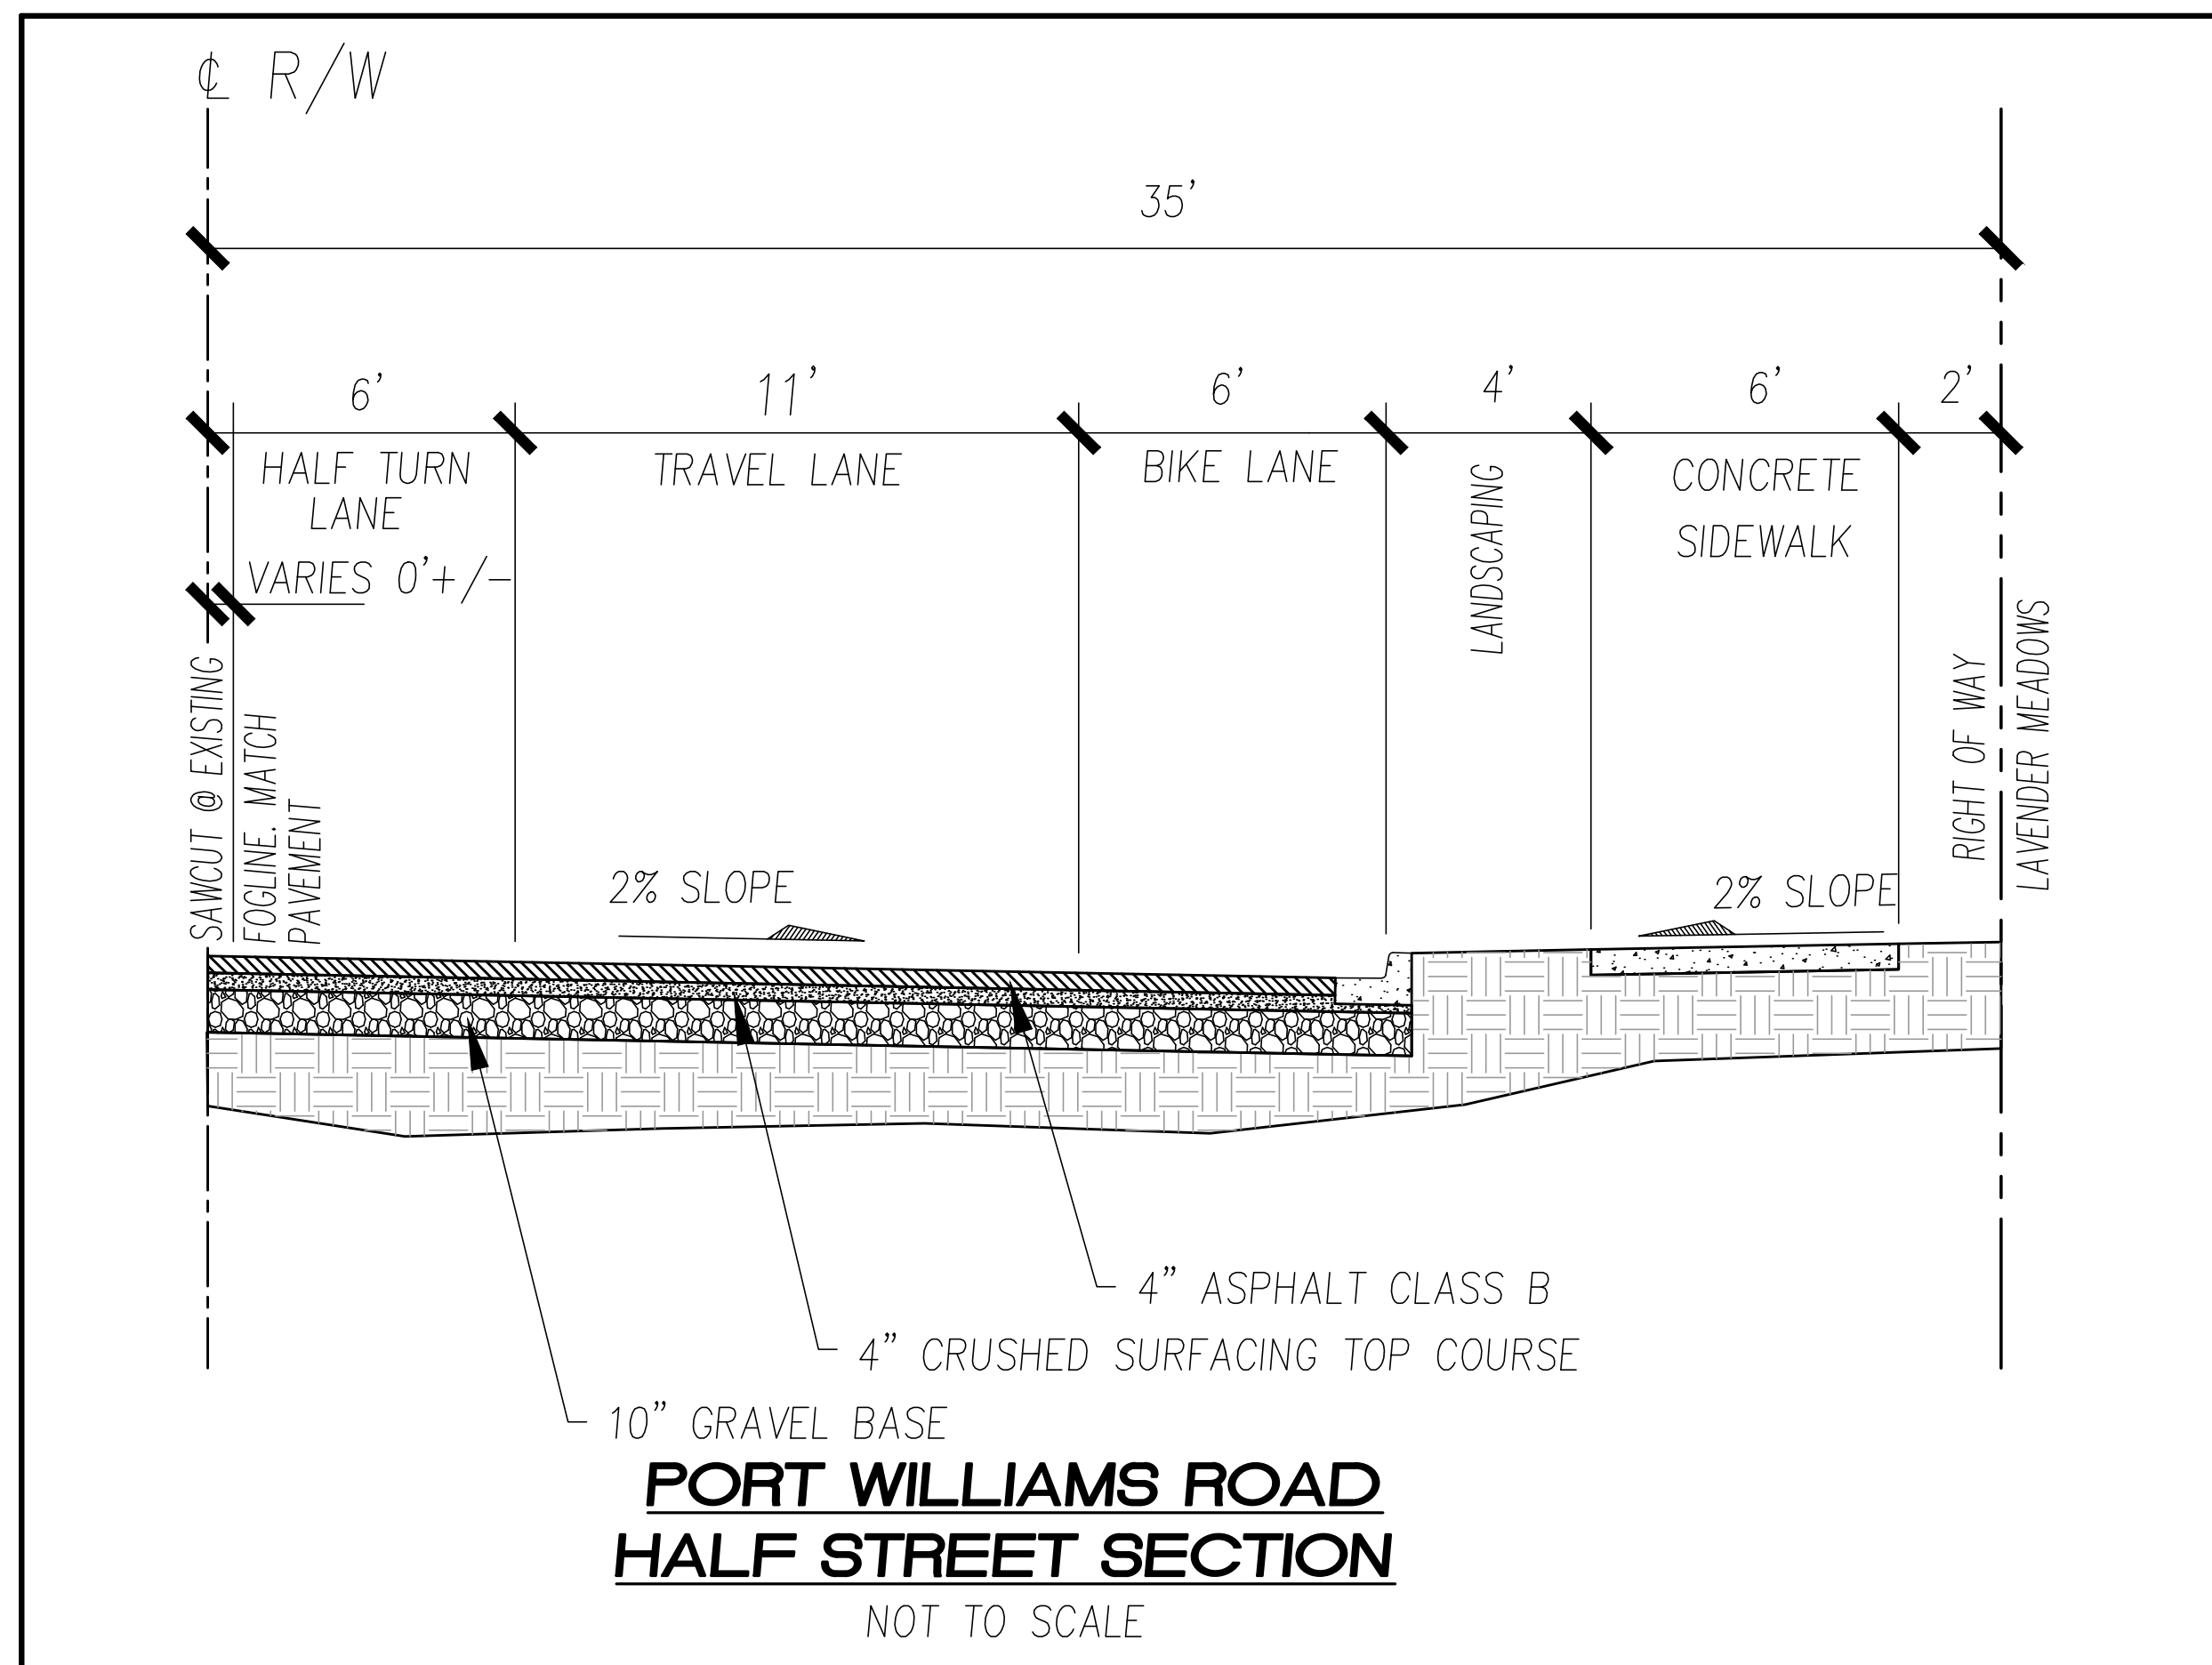 ℄ R/W
35'
6'
11'
6'
4'
6'
2'
HALF TURN
LANE
VARIES 0'+/-
TRAVEL LANE
BIKE LANE
LANDSCAPING
CONCRETE
SIDEWALK
SAWCUT @ EXISTING
FOGLINE. MATCH
PAVEMENT
RIGHT OF WAY
LAVENDER MEADOWS
2% SLOPE
2% SLOPE
4" ASPHALT CLASS B
4" CRUSHED SURFACING TOP COURSE
10" GRAVEL BASE
PORT WILLIAMS ROAD
HALF STREET SECTION
NOT TO SCALE